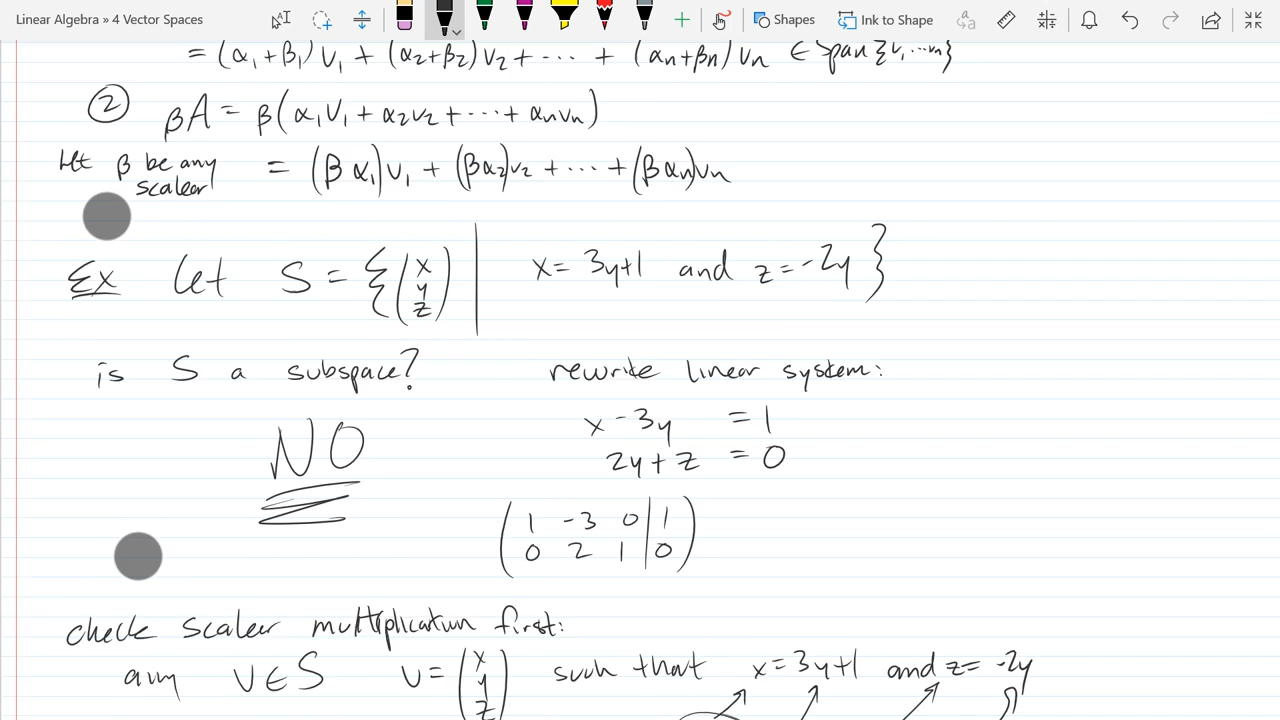 Linear Algebra » 4 Vector Spaces
Shapes
Ink to Shape
= (α₁+β₁) V₁ + (α₂+β₂) V₂ + ··· + (αn+βn) Vn ∈ Span {v₁ ··· vn}
② βA = β(α₁V₁ + α₂V₂ + ··· + αnVn)
Let β be any scaler
= (β α₁)V₁ + (βα₂)V₂ + ··· + (β αn)Vn
Ex Let S = {(x y z) | x = 3y+1 and z = -2y}
is S a subspace?
rewrite linear system:
NO
x - 3y = 1
2y + z = 0
(1 -3 0 | 1
0 2 1 | 0)
check scaler multiplication first:
any V ∈ S V = (x y z) such that x = 3y+1 and z = -2y